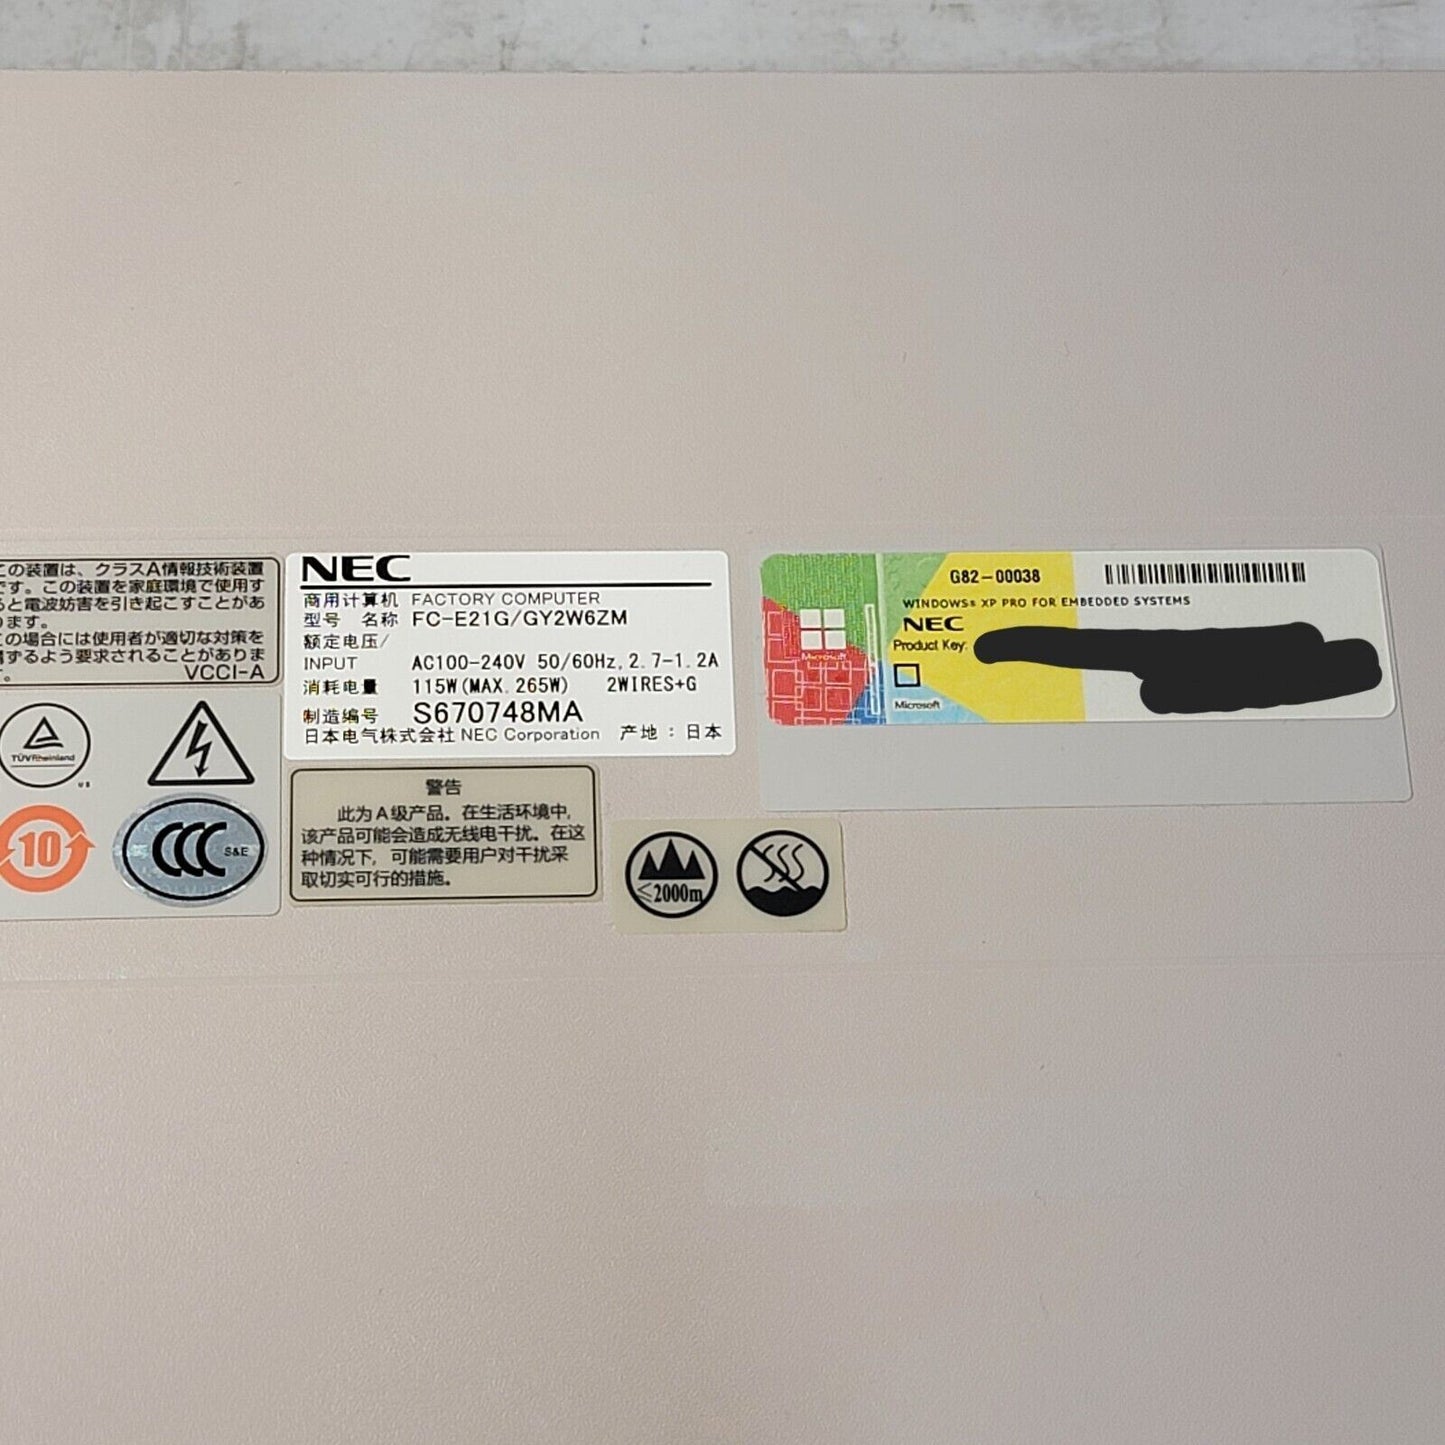 の装置は、クラスA情報技術装置
です。この装置を家庭環境で使用す
ると電波妨害を引き起こすことがあ
ります。
の場合には使用者が適切な対策を
するよう要求されることがありま
。 VCCI-A
TÜVRheinland
US
10
CCC S&E
NEC
商用计算机 FACTORY COMPUTER
型号 名称 FC-E21G/GY2W6ZM
额定电压/
INPUT AC100-240V 50/60Hz, 2.7-1.2A
消耗电量 115W(MAX. 265W) 2WIRES+G
制造编号 S670748MA
日本电气株式会社 NEC Corporation 产地：日本
警告
此为A级产品。在生活环境中,
该产品可能会造成无线电干扰。在这
种情况下, 可能需要用户对干扰采
取切实可行的措施。
≤2000m
G82-00038
WINDOWS® XP PRO FOR EMBEDDED SYSTEMS
NEC
Product Key:
Microsoft
Microsoft